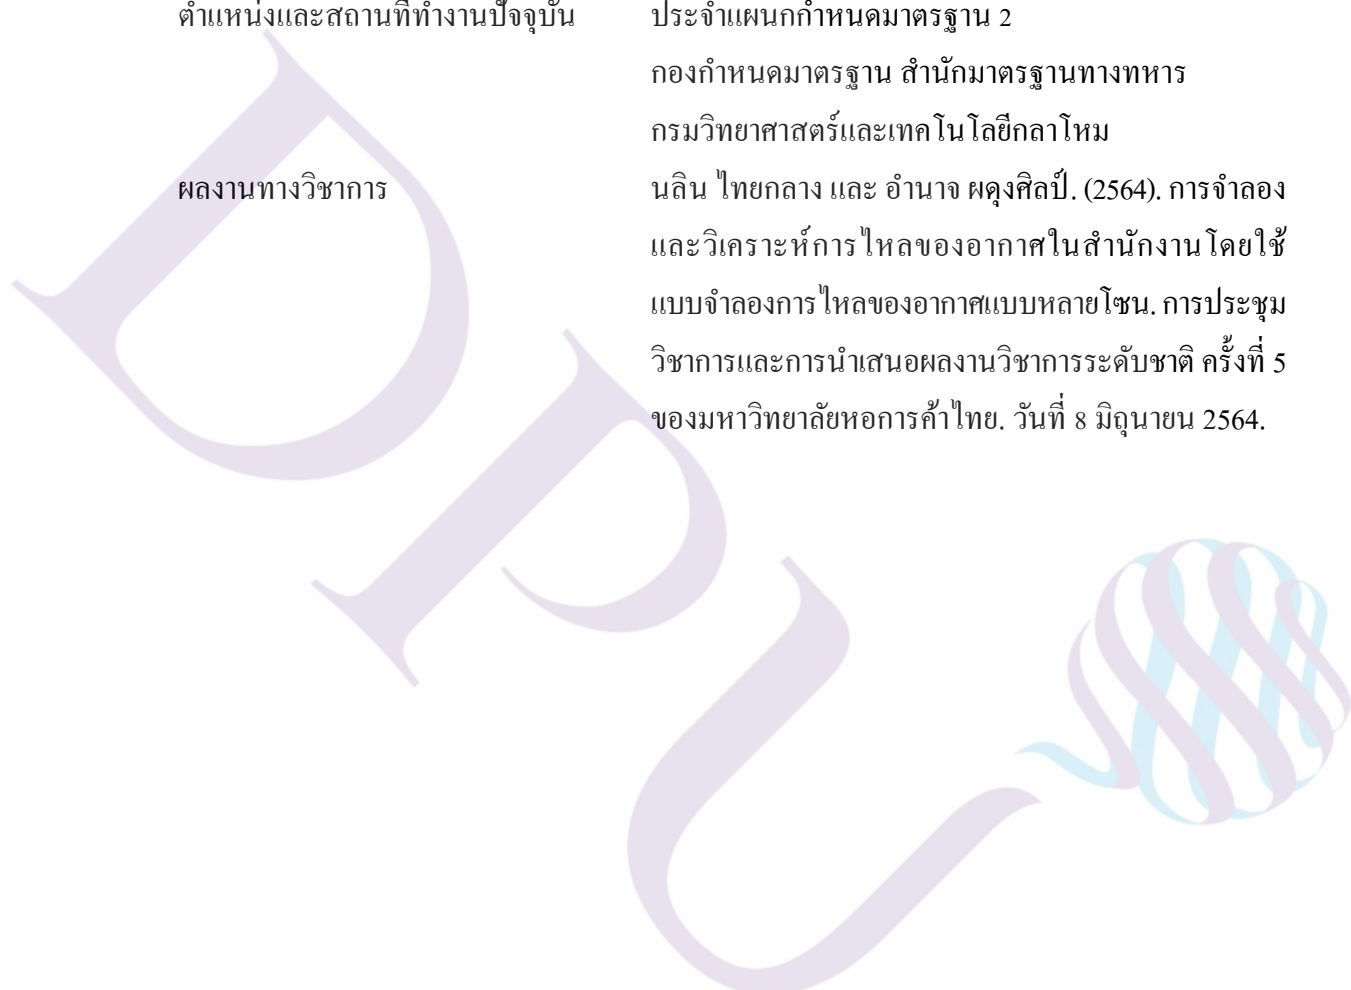 ตำแหน่งและสถานที่ทำงานปัจจุบัน ประจำแผนกกำหนดมาตรฐาน 2
กองกำหนดมาตรฐาน สำนักมาตรฐานทางทหาร
กรมวิทยาศาสตร์และเทคโนโลยีกลาโหม
ผลงานทางวิชาการ นลิน ไทยกลาง และ อำนาจ ผดุงศิลป์. (2564). การจำลอง
และวิเคราะห์การไหลของอากาศในสำนักงานโดยใช้
แบบจำลองการไหลของอากาศแบบหลายโซน. การประชุม
วิชาการและการนำเสนอผลงานวิชาการระดับชาติ ครั้งที่ 5
ของมหาวิทยาลัยหอการค้าไทย. วันที่ 8 มิถุนายน 2564.
DPU